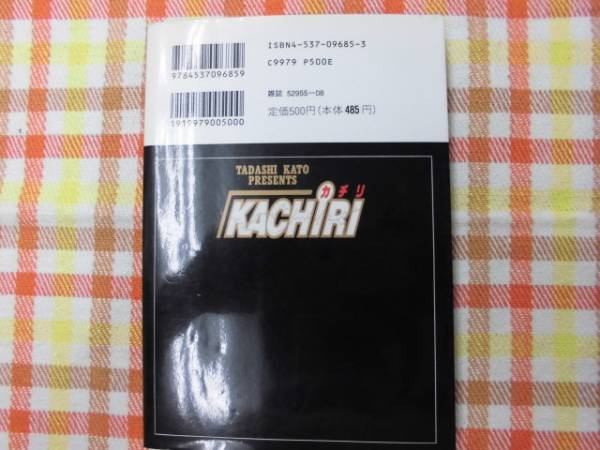 9784537096859
ISBN4-537-09685-3
C9979 P500E
1919979005000
雑誌 52955-08
定価500円(本体485円)
TADASHI KATO
PRESENTS
カチリ
KACHIRI